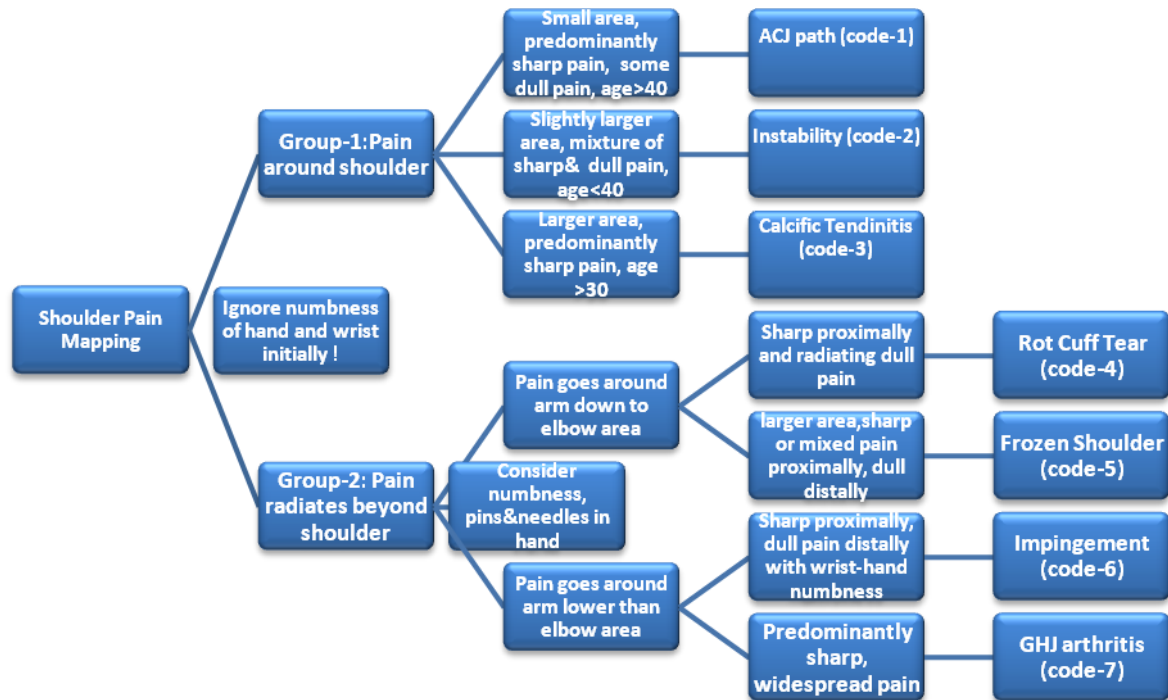 Small area,
predominantly
sharp pain,  some
dull pain, age>40
ACJ path (code-1)
Group-1:Pain
around shoulder
Slightly larger
area, mixture of
sharp&  dull pain,
age<40
Instability (code-2)
Larger area,
predominantly
sharp pain, age
>30
Calcific Tendinitis
(code-3)
Shoulder Pain
Mapping
Ignore numbness
of hand and wrist
initially !
Pain goes around
arm down to
elbow area
Sharp proximally
and radiating dull
pain
Rot Cuff Tear
(code-4)
larger area,sharp
or mixed pain
proximally, dull
distally
Frozen Shoulder
(code-5)
Group-2: Pain
radiates beyond
shoulder
Consider
numbness,
pins&needles in
hand
Pain goes around
arm lower than
elbow area
Sharp proximally,
dull pain distally
with wrist-hand
numbness
Impingement
(code-6)
Predominantly
sharp,
widespread pain
GHJ arthritis
(code-7)